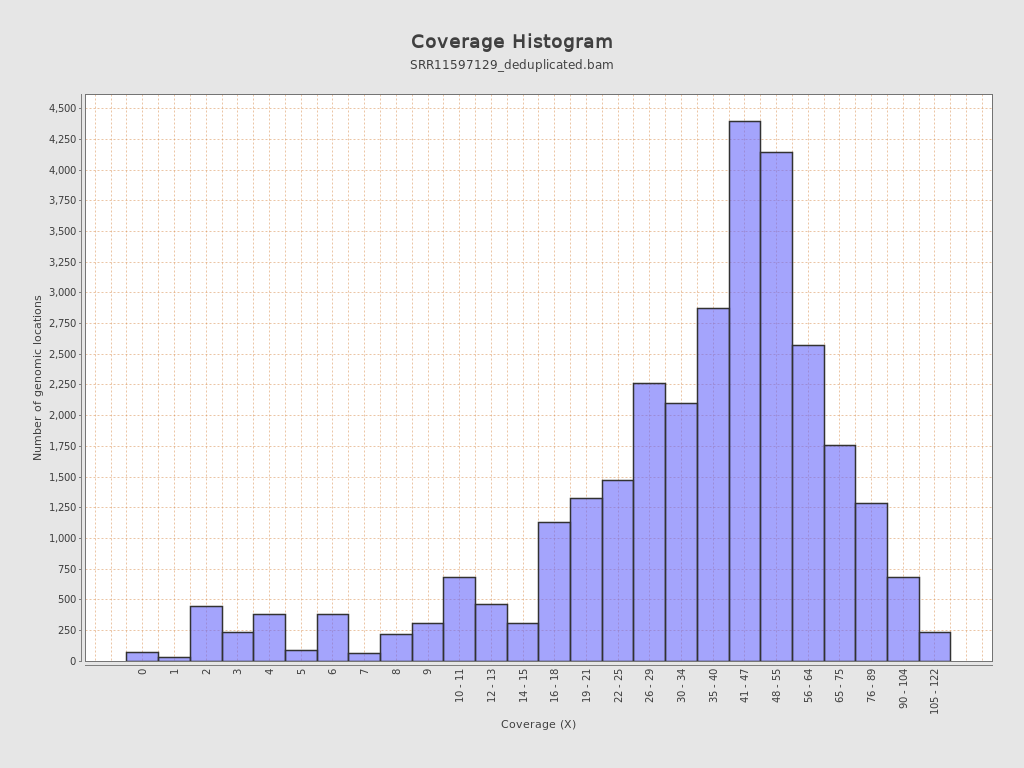 Coverage Histogram
SRR11597129_deduplicated.bam
Number of genomic locations
4,500
4,250
4,000
3,750
3,500
3,250
3,000
2,750
2,500
2,250
2,000
1,750
1,500
1,250
1,000
750
500
250
0
0
1
2
3
4
5
6
7
8
9
10 - 11
12 - 13
14 - 15
16 - 18
19 - 21
22 - 25
26 - 29
30 - 34
35 - 40
41 - 47
48 - 55
56 - 64
65 - 75
76 - 89
90 - 104
105 - 122
Coverage (X)